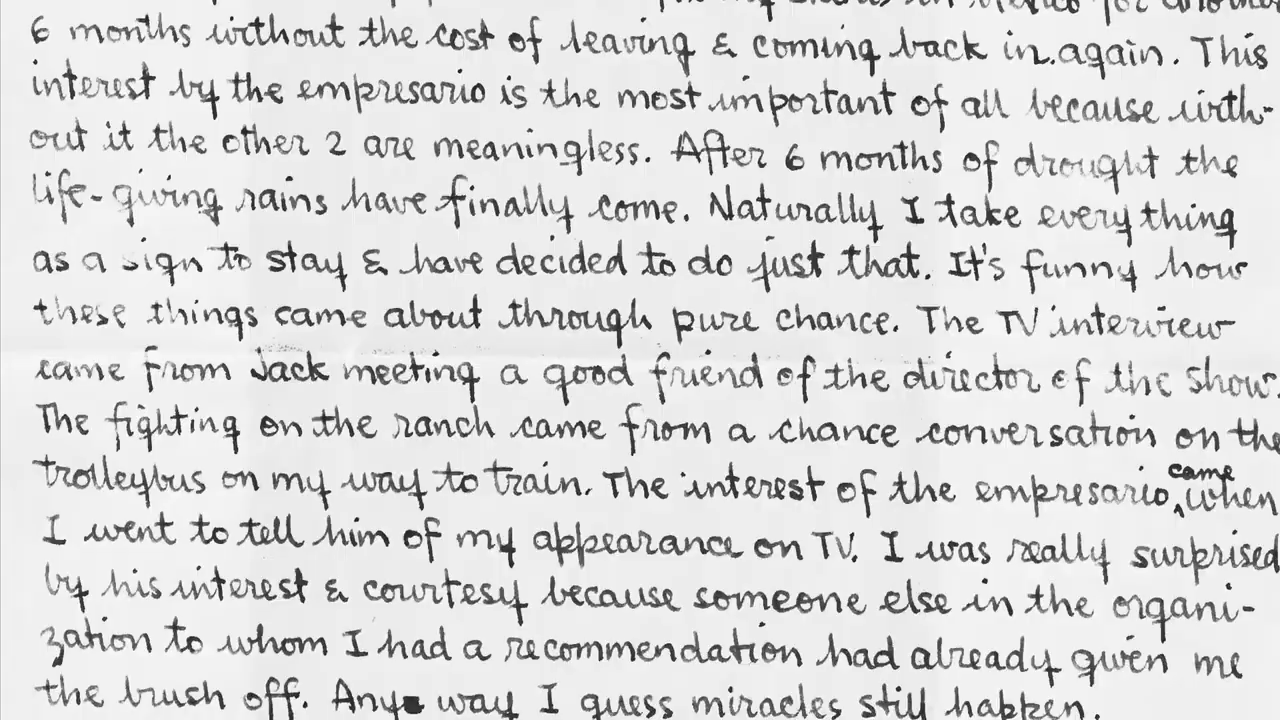 in Mexico for another
6 months without the cost of leaving & coming back in again. This
interest by the empresario is the most important of all because with-
out it the other 2 are meaningless. After 6 months of drought the
life-giving rains have finally come. Naturally I take everything
as a sign to stay & have decided to do just that. It's funny how
these things came about through pure chance. The TV interview
came from Jack meeting a good friend of the director of the show.
The fighting on the ranch came from a chance conversation on the
trolleybus on my way to train. The interest of the empresario came when
I went to tell him of my appearance on TV. I was really surprised
by his interest & courtesy because someone else in the organi-
zation to whom I had a recommendation had already given me
the brush off. Any way I guess miracles still happen.